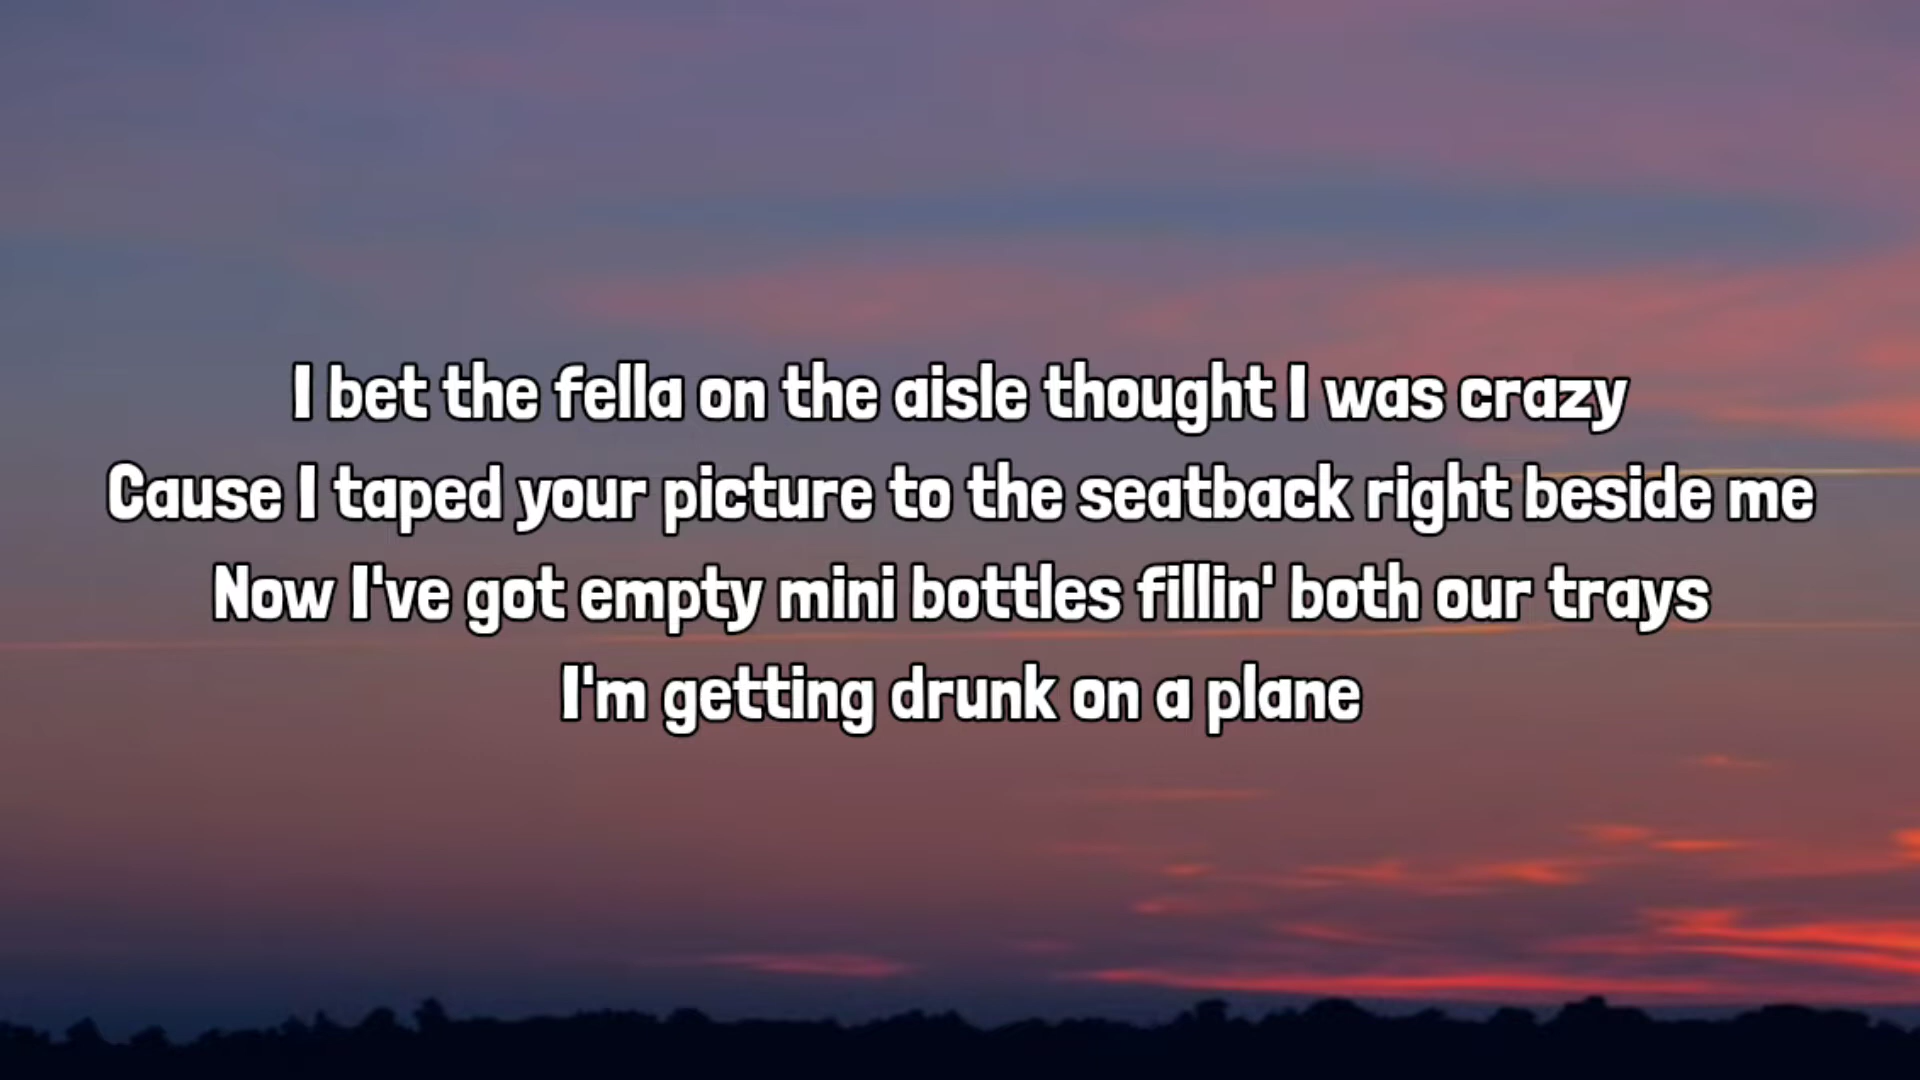 I bet the fella on the aisle thought I was crazy
Cause I taped your picture to the seatback right beside me
Now I've got empty mini bottles fillin' both our trays
I'm getting drunk on a plane